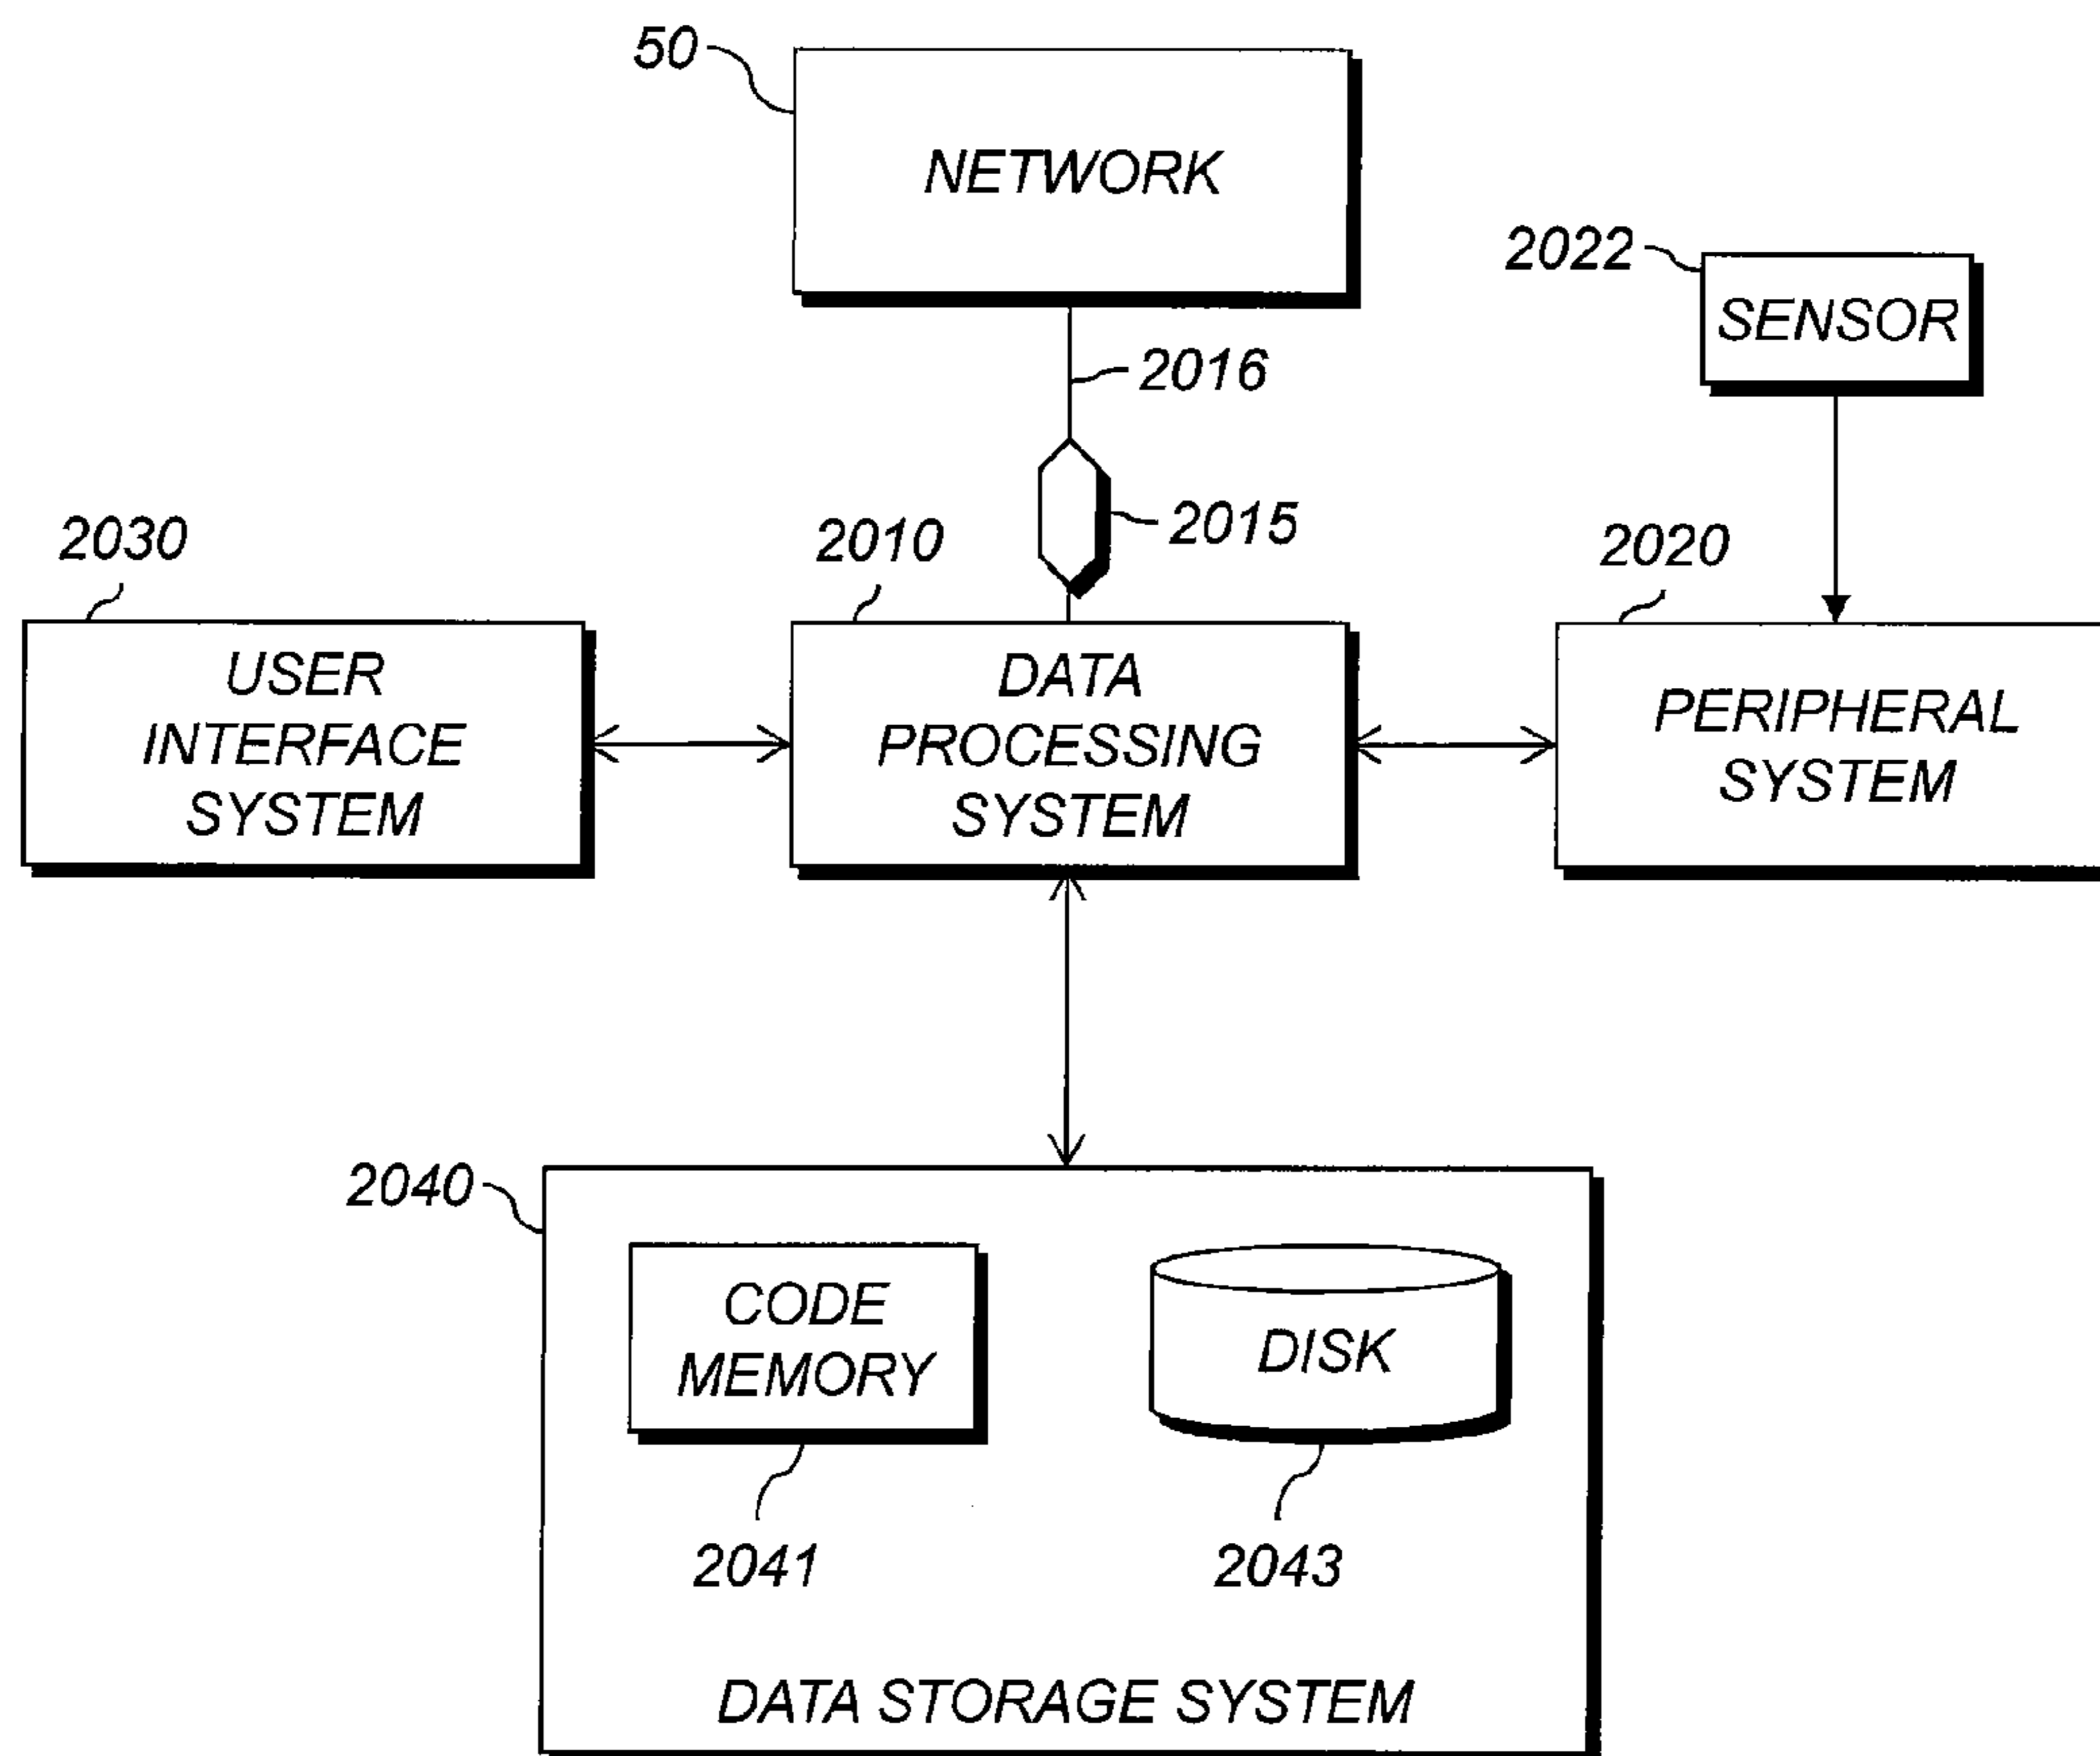 50
NETWORK
2022
SENSOR
2016
2015
2030
2010
2020
USER
INTERFACE
SYSTEM
DATA
PROCESSING
SYSTEM
PERIPHERAL
SYSTEM
2040
CODE
MEMORY
DISK
2041
2043
DATA STORAGE SYSTEM